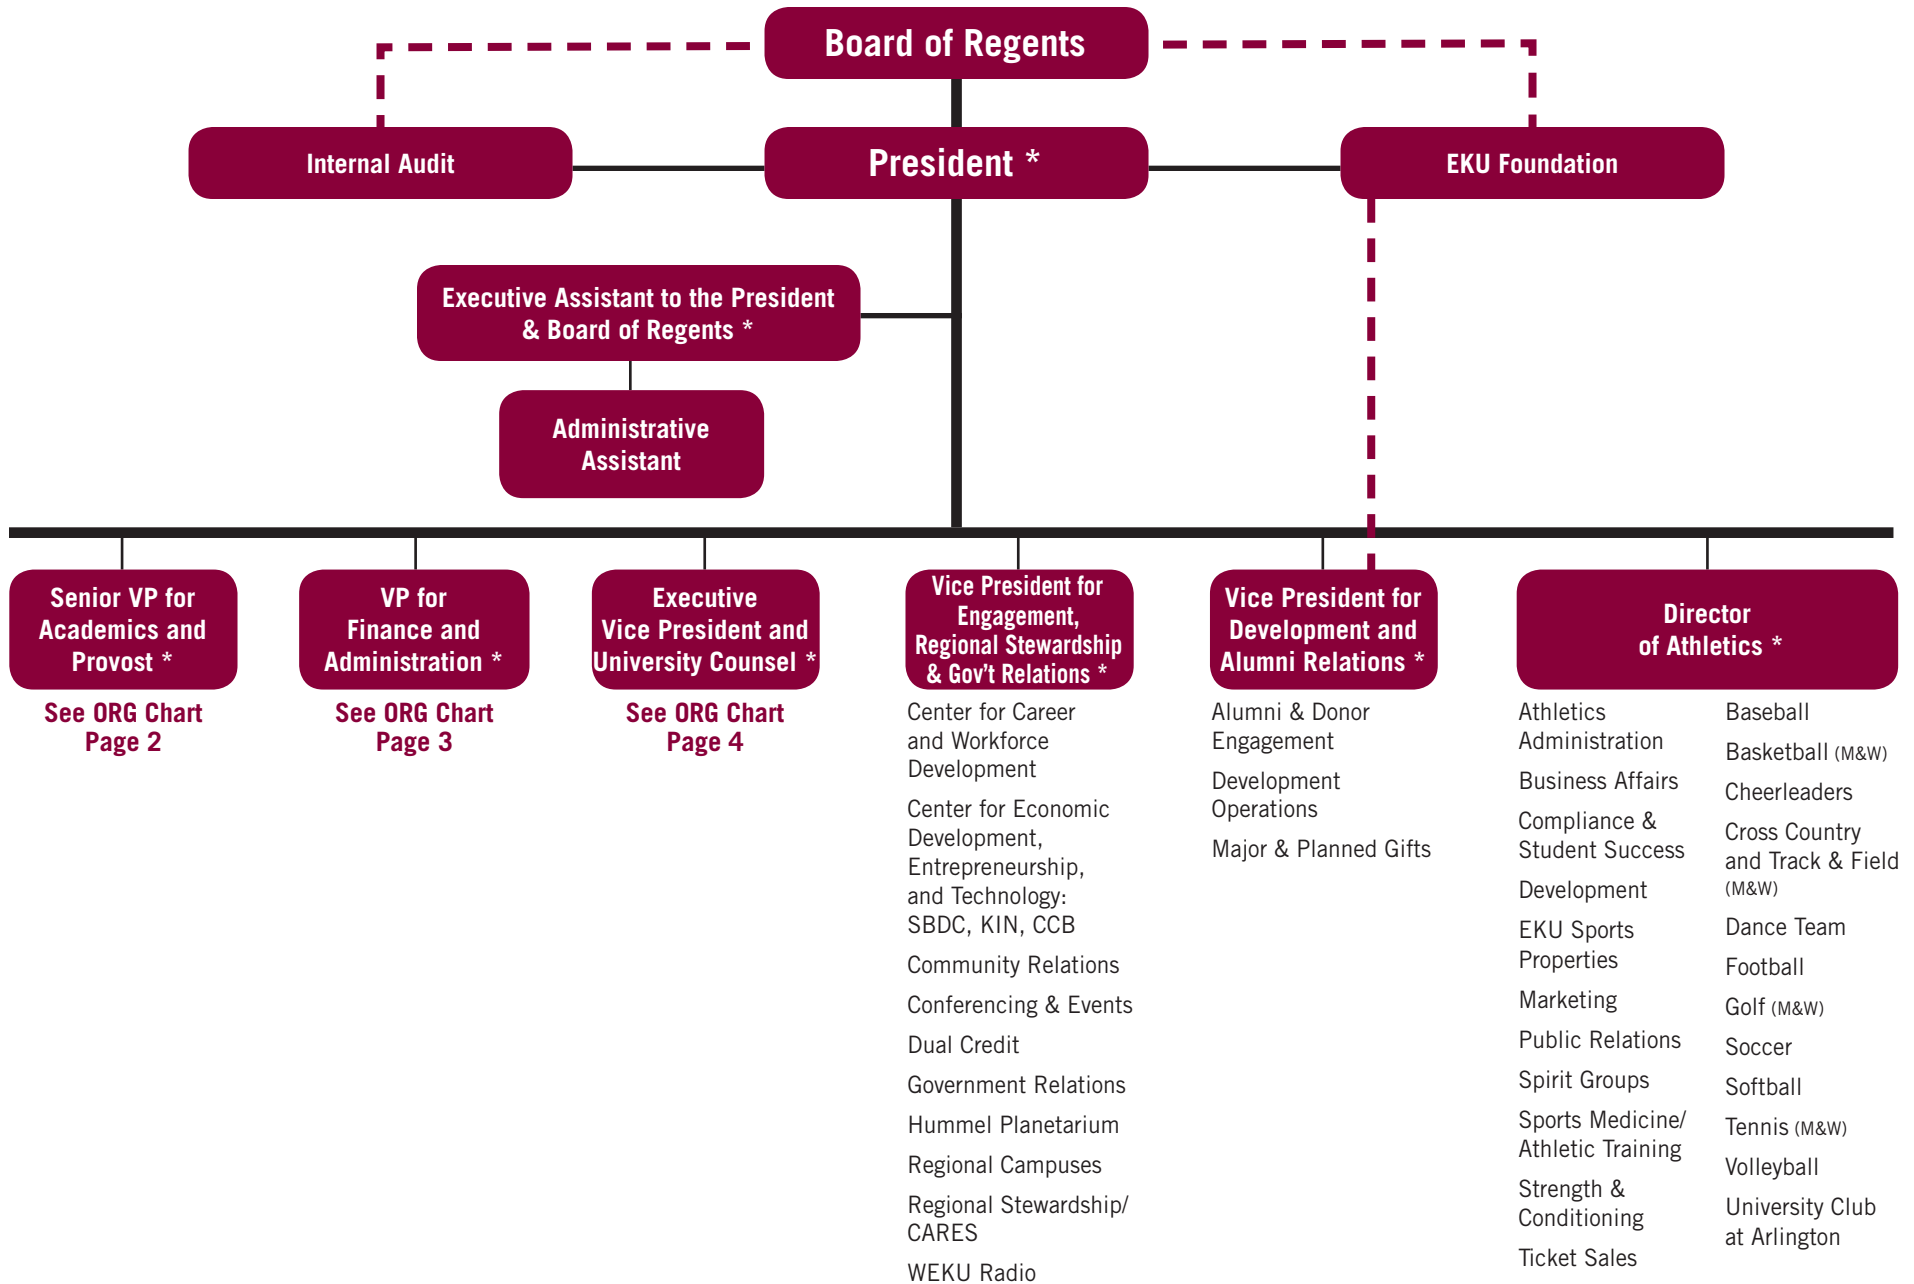 Board of Regents
Internal Audit
President *
EKU Foundation
Executive Assistant to the President
& Board of Regents *
Administrative
Assistant
Senior VP for
Academics and
Provost *
See ORG Chart
Page 2
VP for
Finance and
Administration *
See ORG Chart
Page 3
Executive
Vice President and
University Counsel *
See ORG Chart
Page 4
Vice President for
Engagement,
Regional Stewardship
& Gov't Relations *
Center for Career
and Workforce
Development
Center for Economic
Development,
Entrepreneurship,
and Technology:
SBDC, KIN, CCB
Community Relations
Conferencing & Events
Dual Credit
Government Relations
Hummel Planetarium
Regional Campuses
Regional Stewardship/
CARES
WEKU Radio
Vice President for
Development and
Alumni Relations *
Alumni & Donor
Engagement
Development
Operations
Major & Planned Gifts
Director
of Athletics *
Athletics
Administration
Business Affairs
Compliance &
Student Success
Development
EKU Sports
Properties
Marketing
Public Relations
Spirit Groups
Sports Medicine/
Athletic Training
Strength &
Conditioning
Ticket Sales
Baseball
Basketball (M&W)
Cheerleaders
Cross Country
and Track & Field
(M&W)
Dance Team
Football
Golf (M&W)
Soccer
Softball
Tennis (M&W)
Volleyball
University Club
at Arlington